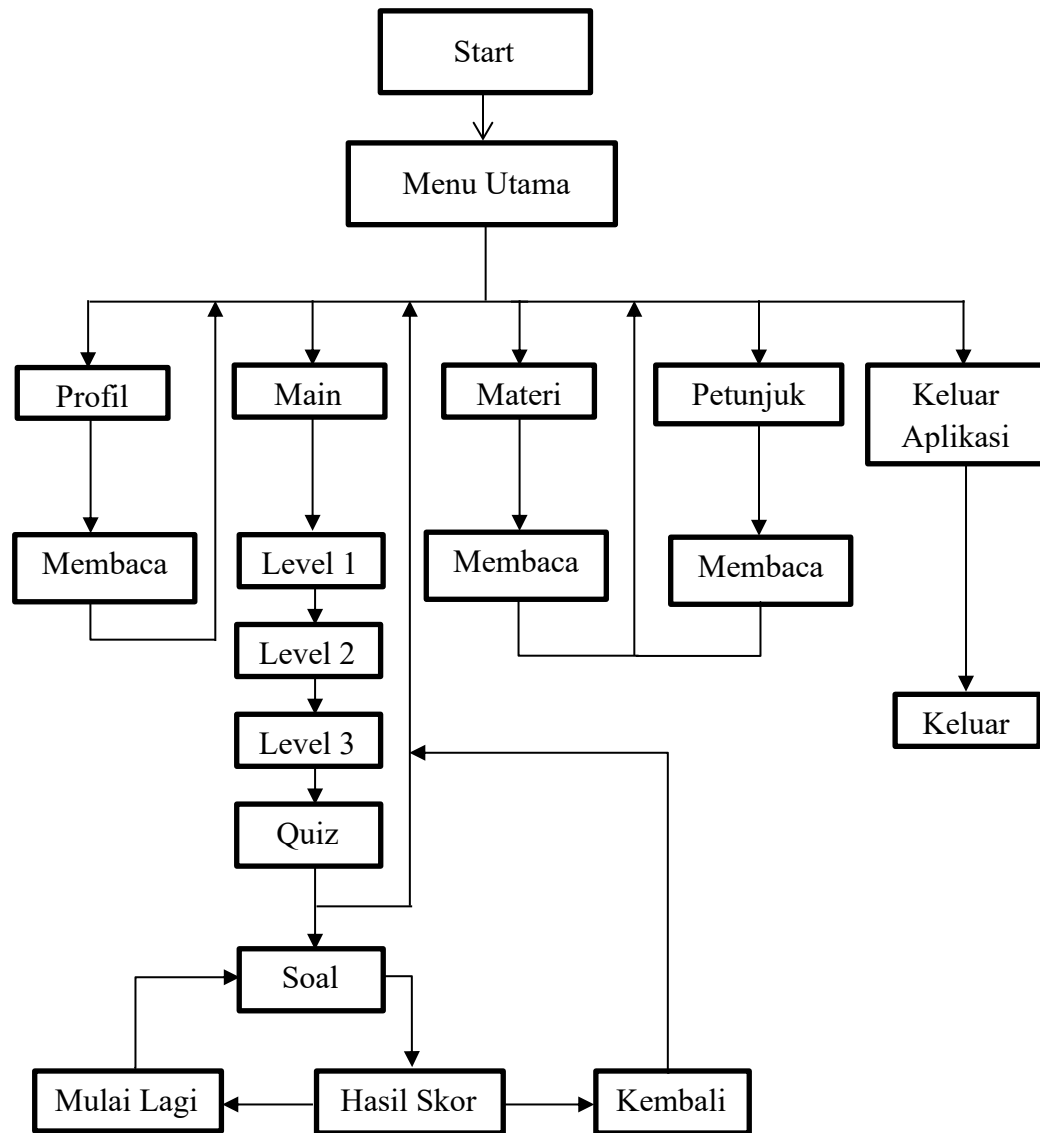 Start
Menu Utama
Profil
Main
Materi
Petunjuk
Keluar
Aplikasi
Membaca
Level 1
Membaca
Membaca
Level 2
Level 3
Keluar
Quiz
Soal
Mulai Lagi
Hasil Skor
Kembali